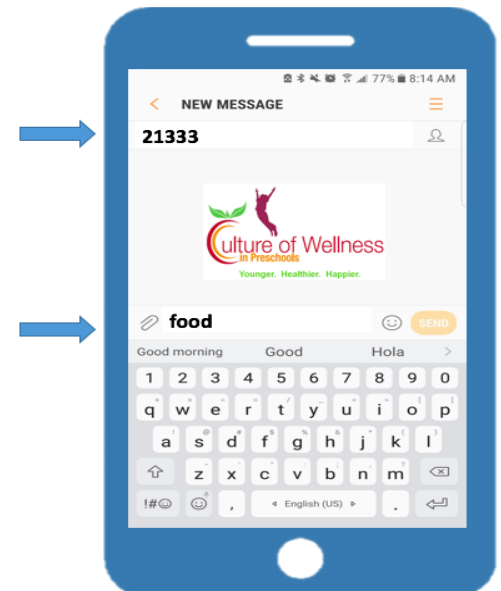 77% 8:14 AM
NEW MESSAGE
21333
Culture of Wellness
in Preschools
Younger. Healthier. Happier.
food
SEND
Good morning Good Hola
1 2 3 4 5 6 7 8 9 0
q w e r t y u i o p
a s d f g h j k l
z x c v b n m
!#☺ , English (US) .